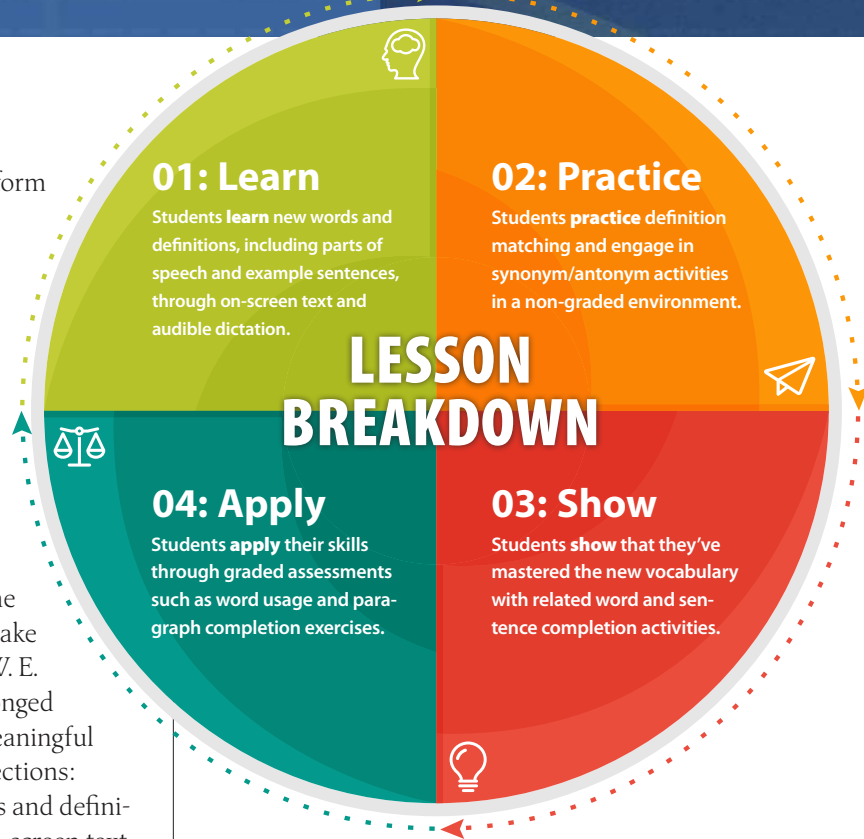 01: Learn
Students learn new words and
definitions, including parts of
speech and example sentences,
through on-screen text and
audible dictation.
02: Practice
Students practice definition
matching and engage in
synonym/antonym activities
in a non-graded environment.
LESSON
BREAKDOWN
03: Show
Students show that they've
mastered the new vocabulary
with related word and sen-
tence completion activities.
04: Apply
Students apply their skills
through graded assessments
such as word usage and para-
graph completion exercises.
. E.
ections:
s and defini-